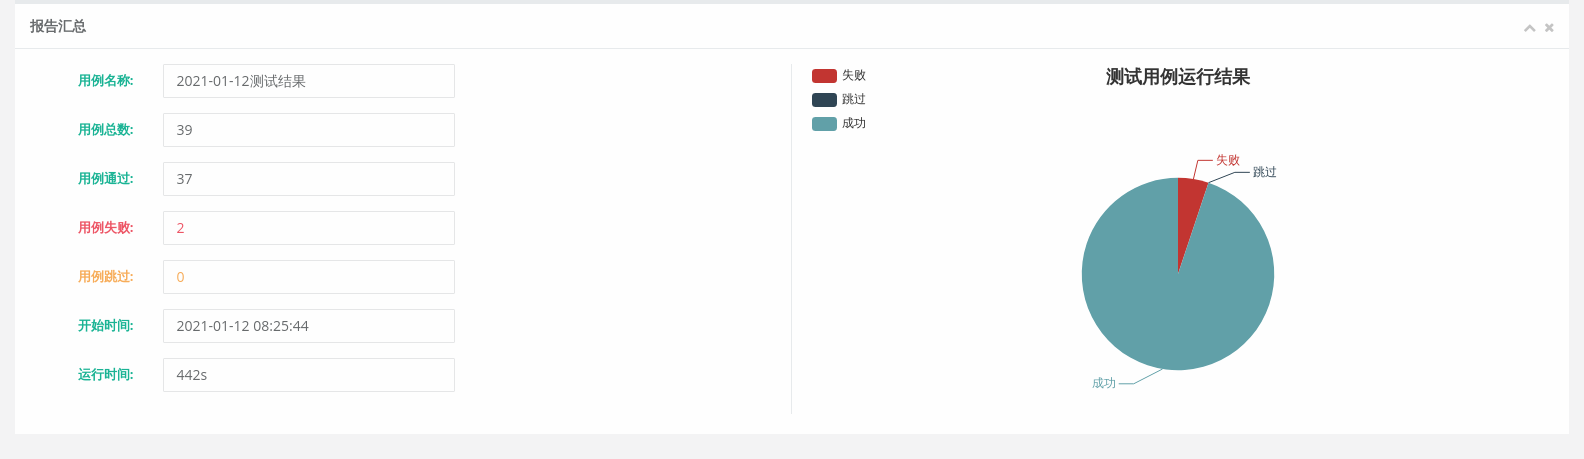 报告汇总
用例名称:
2021-01-12测试结果
用例总数:
39
用例通过:
37
用例失败:
2
用例跳过:
0
开始时间:
2021-01-12 08:25:44
运行时间:
442s
失败
跳过
成功
测试用例运行结果
失败
跳过
成功